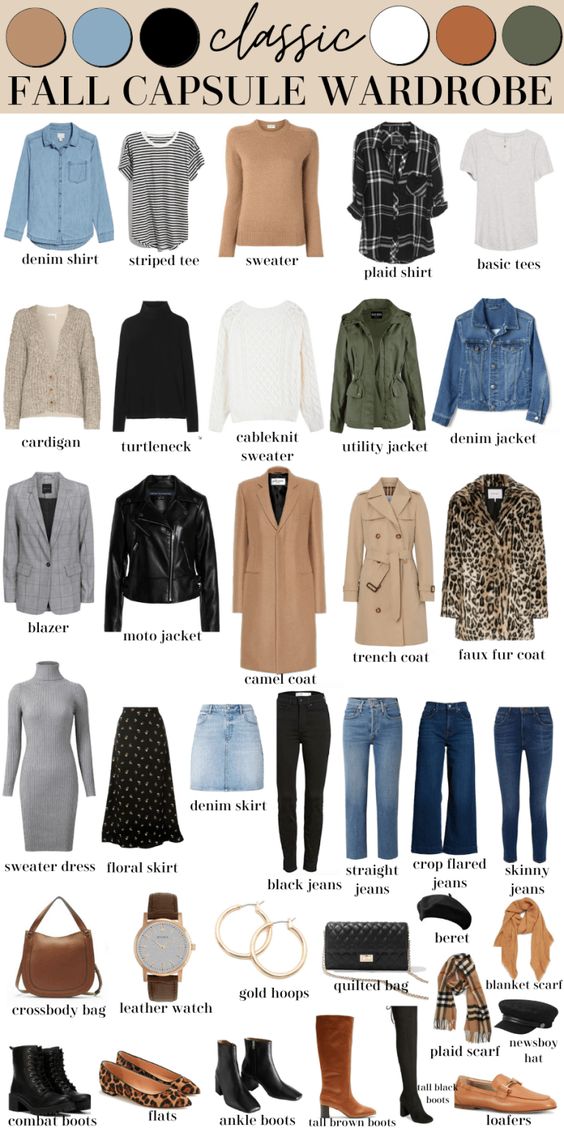 classic
FALL CAPSULE WARDROBE
denim shirt
striped tee
sweater
plaid shirt
basic tees
cardigan
turtleneck
cableknit
sweater
utility jacket
denim jacket
blazer
moto jacket
camel coat
trench coat
faux fur coat
sweater dress
floral skirt
denim skirt
black jeans
straight
jeans
crop flared
jeans
skinny
jeans
crossbody bag
leather watch
gold hoops
quilted bag
beret
blanket scarf
plaid scarf
newsboy
hat
combat boots
flats
ankle boots
tall brown boots
tall black
boots
loafers